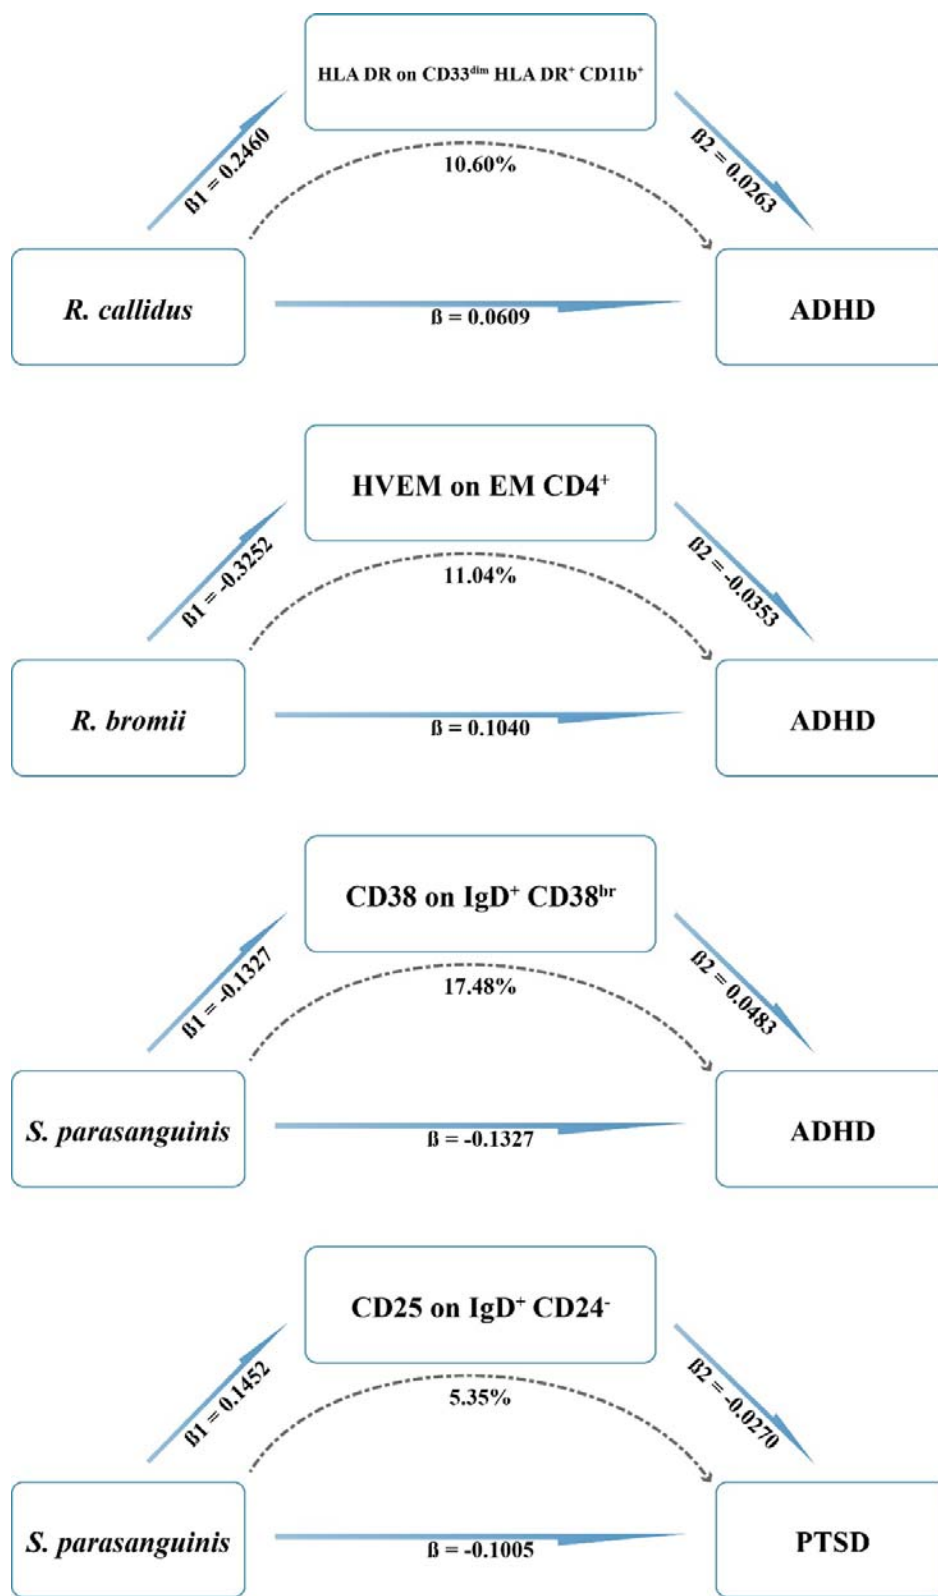 HLA DR on CD33dim HLA DR+ CD11b+
ß1 = 0.2460
ß2 = 0.0263
10.60%
R. callidus
ß = 0.0609
ADHD
HVEM on EM CD4+
ß1 = -0.3252
ß2 = -0.0353
11.04%
R. bromii
ß = 0.1040
ADHD
CD38 on IgD+ CD38br
ß1 = -0.1327
ß2 = 0.0483
17.48%
S. parasanguinis
ß = -0.1327
ADHD
CD25 on IgD+ CD24-
ß1 = 0.1452
ß2 = -0.0270
5.35%
S. parasanguinis
ß = -0.1005
PTSD